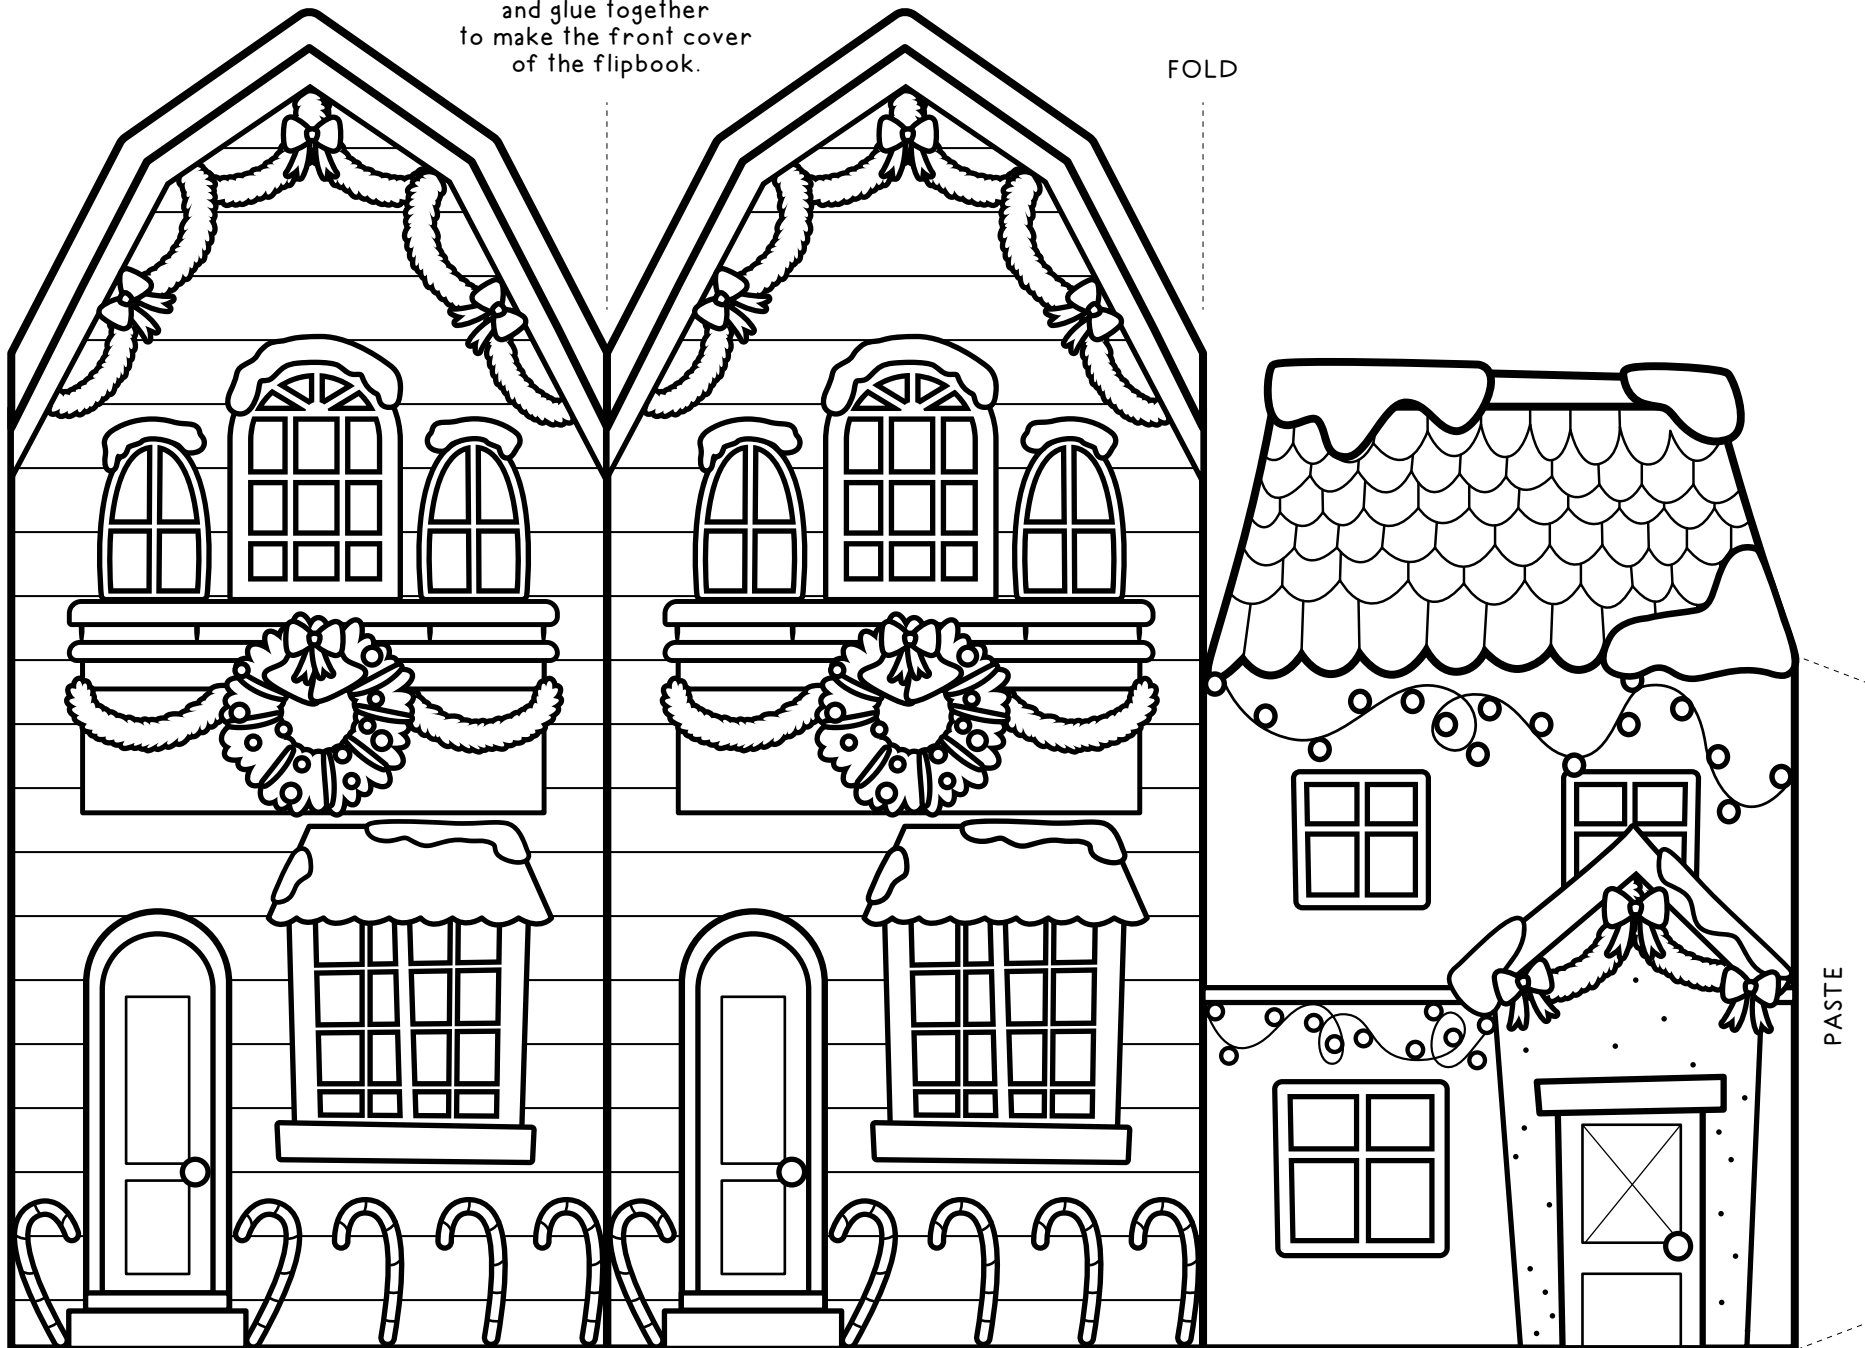 and glue together
to make the front cover
of the flipbook.
FOLD
PASTE